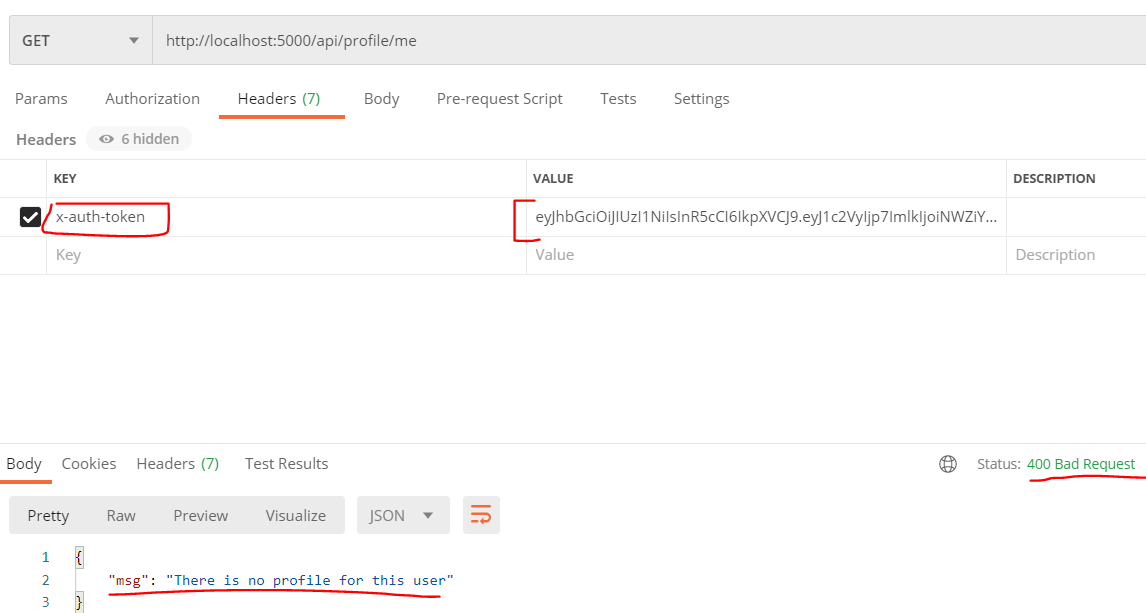 GET http://localhost:5000/api/profile/me
Params Authorization Headers (7) Body Pre-request Script Tests Settings
Headers 6 hidden
KEY VALUE DESCRIPTION
x-auth-token eyJhbGciOiJIUzI1NiIsInR5cCI6IkpXVCJ9.eyJ1c2VyIjp7ImlkIjoiNWZiY...
Key Value Description
Body Cookies Headers (7) Test Results Status: 400 Bad Request
Pretty Raw Preview Visualize JSON
1 {
2 "msg": "There is no profile for this user"
3 }